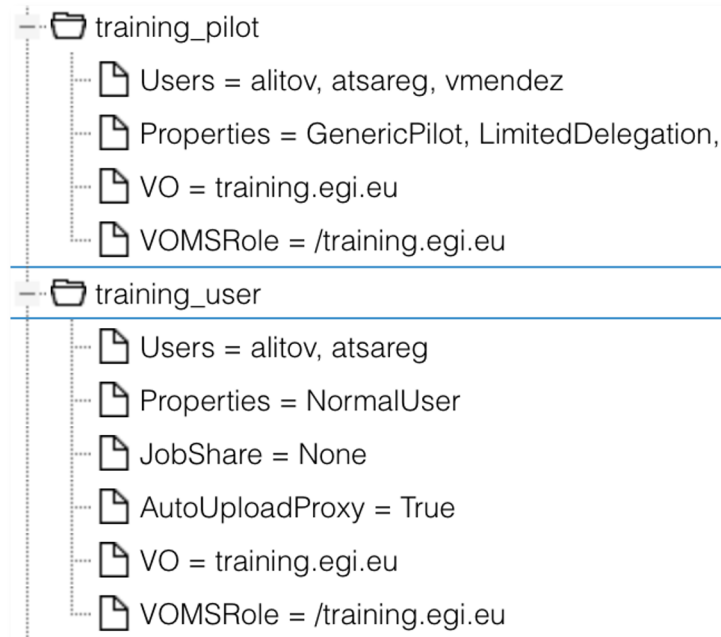 training_pilot
Users = alitov, atsareg, vmendez
Properties = GenericPilot, LimitedDelegation,
VO = training.egi.eu
VOMSRole = /training.egi.eu
training_user
Users = alitov, atsareg
Properties = NormalUser
JobShare = None
AutoUploadProxy = True
VO = training.egi.eu
VOMSRole = /training.egi.eu